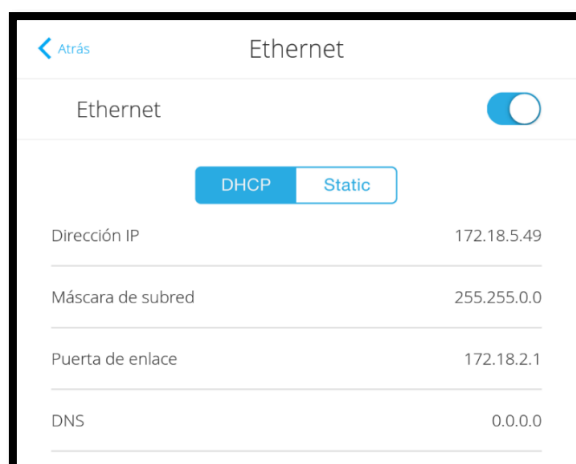 Atrás Ethernet
Ethernet
DHCP Static
Dirección IP 172.18.5.49
Máscara de subred 255.255.0.0
Puerta de enlace 172.18.2.1
DNS 0.0.0.0